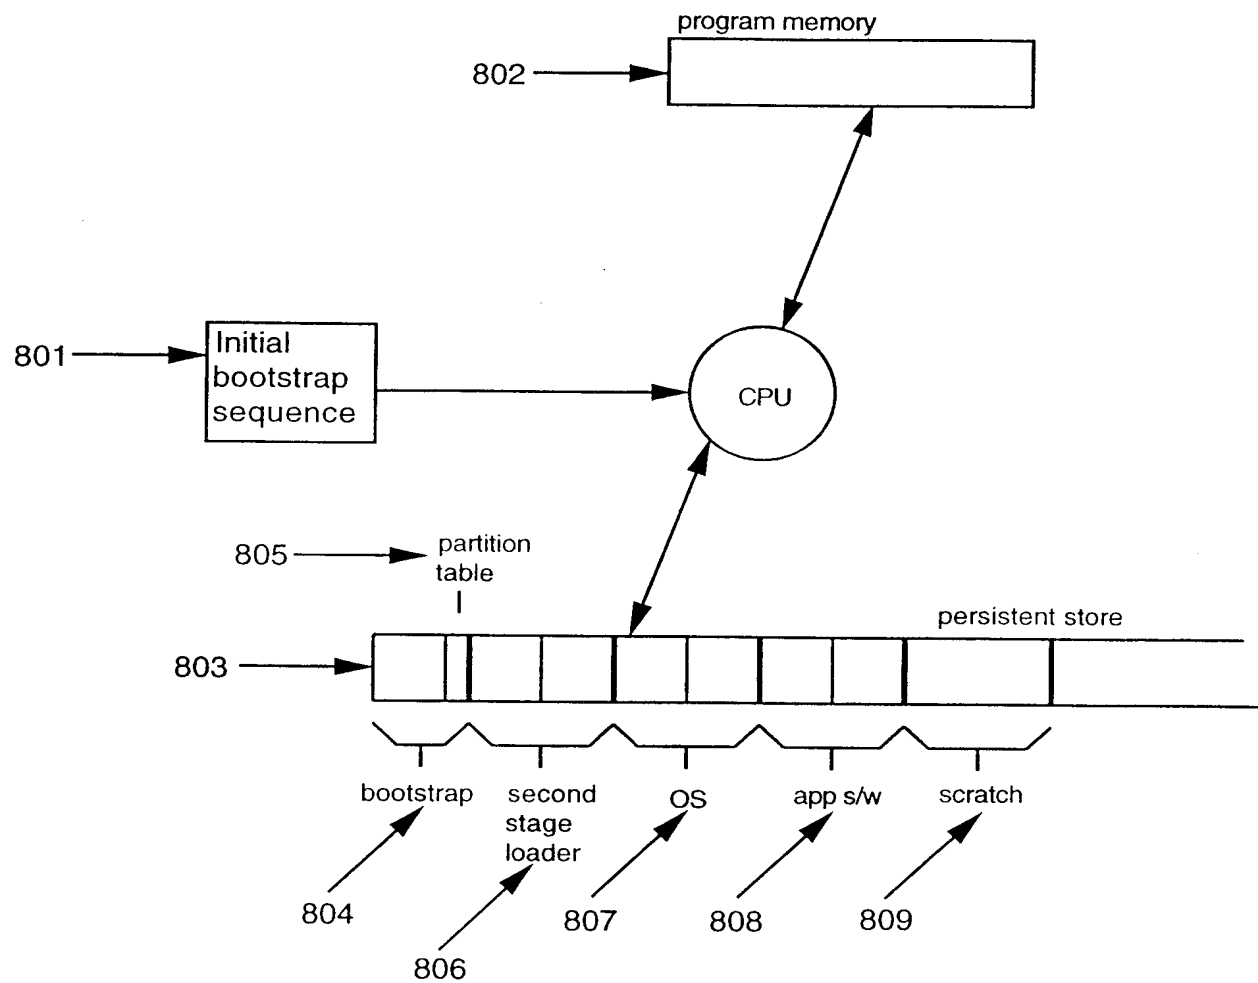 program memory
802
801
Initial
bootstrap
sequence
CPU
805
partition
table
persistent store
803
bootstrap
second
stage
loader
OS
app s/w
scratch
804
806
807
808
809